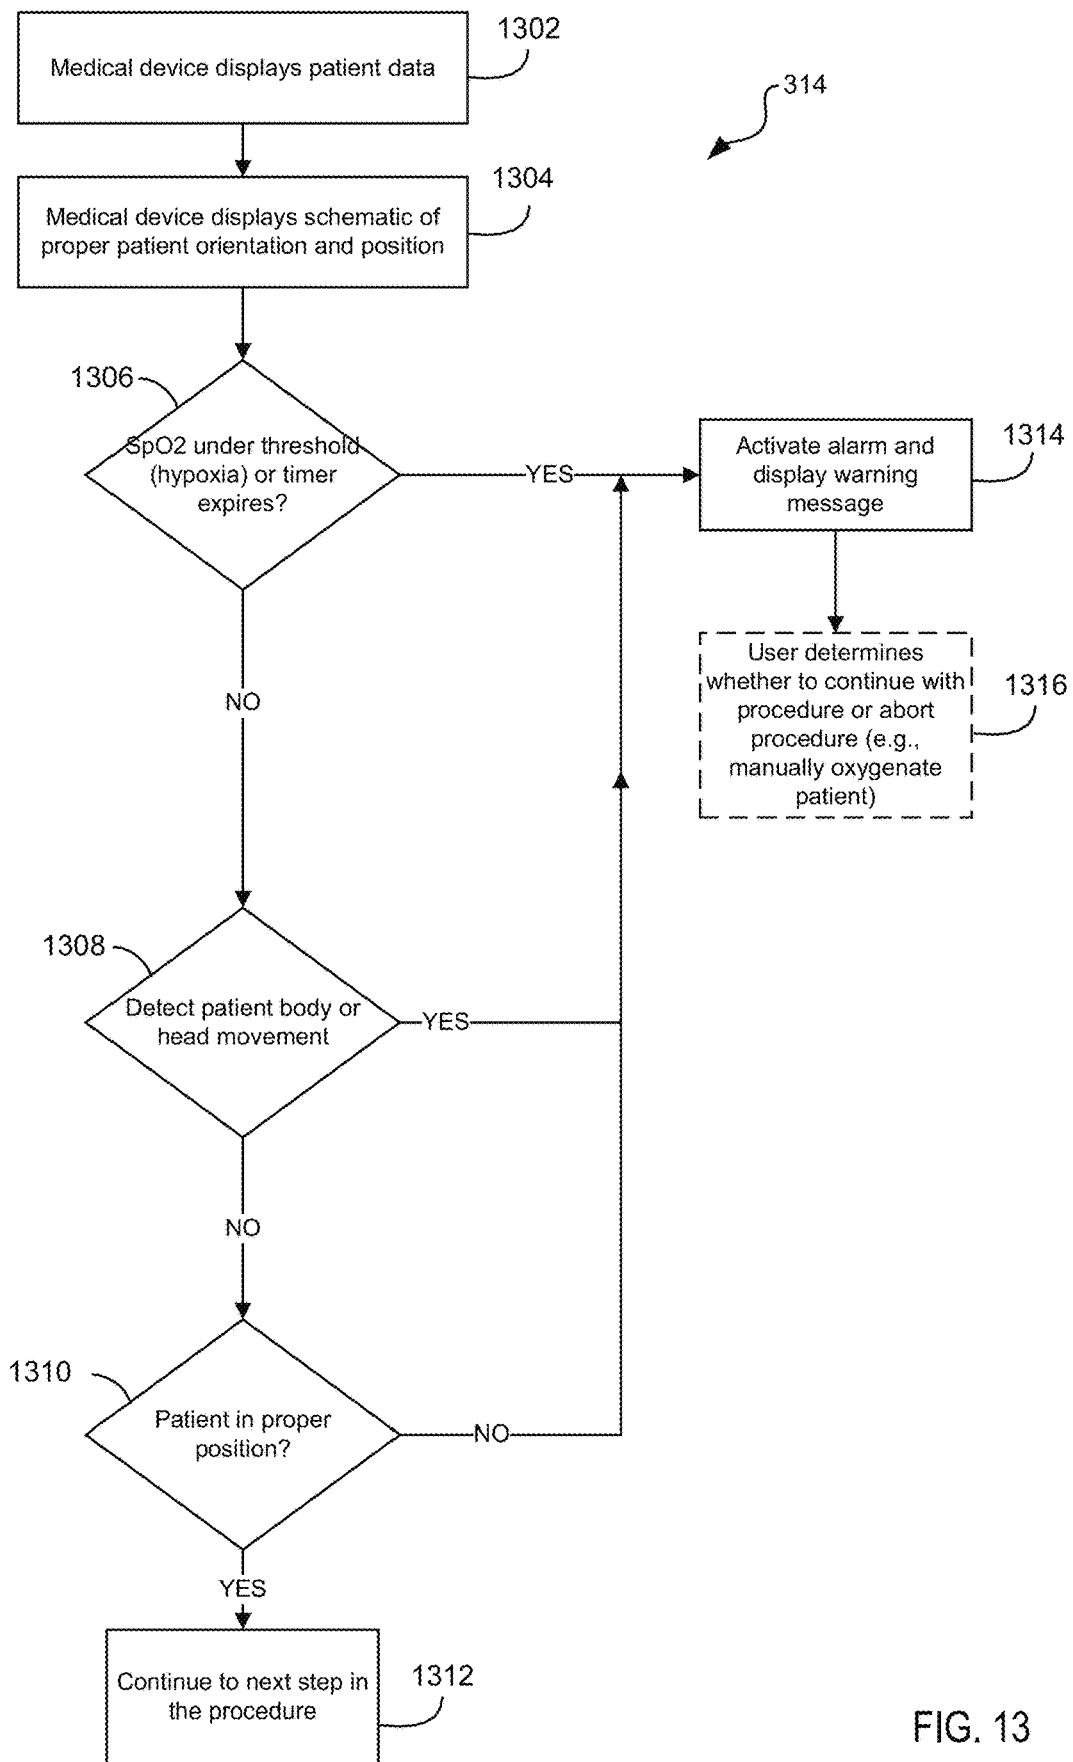 1302
Medical device displays patient data
314
1304
Medical device displays schematic of
proper patient orientation and position
1306
SpO2 under threshold
(hypoxia) or timer
expires?
YES
Activate alarm and
display warning
message
1314
NO
User determines
whether to continue with
procedure or abort
procedure (e.g.,
manually oxygenate
patient)
1316
1308
Detect patient body or
head movement
YES
NO
1310
Patient in proper
position?
NO
YES
Continue to next step in
the procedure
1312
FIG. 13